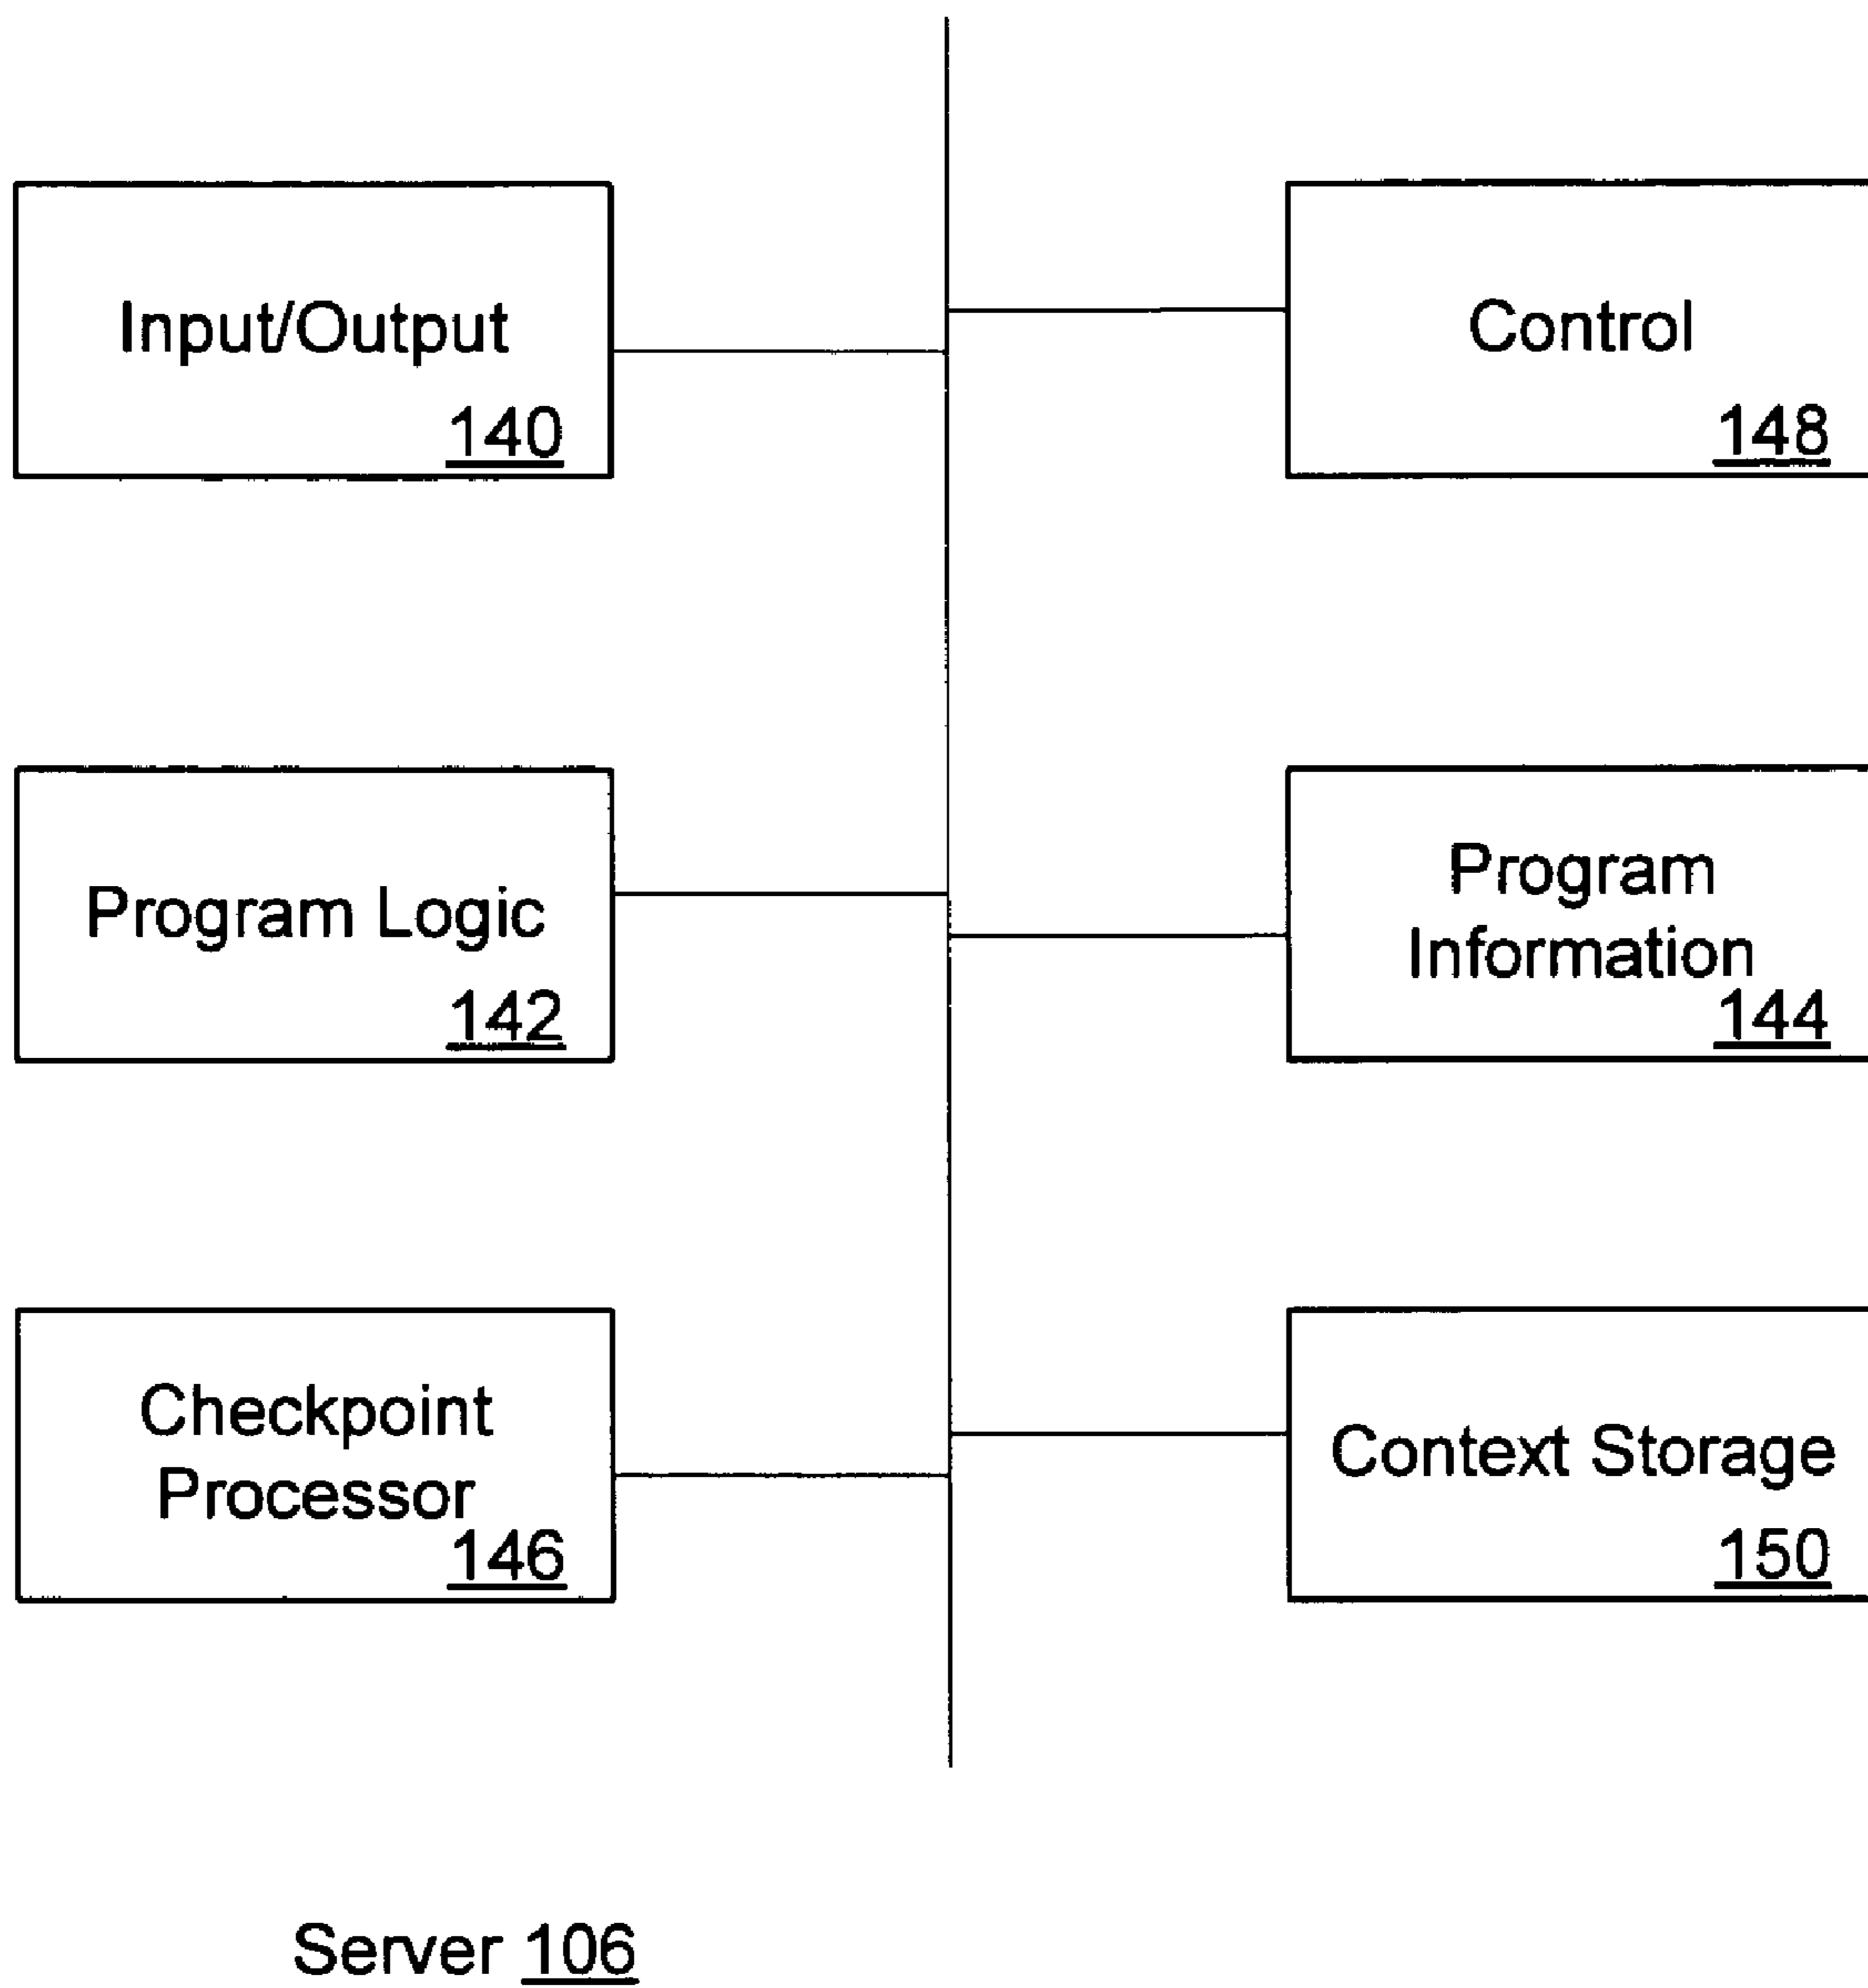 Input/Output
140
Control
148
Program Logic
142
Program
Information
144
Checkpoint
Processor
146
Context Storage
150
Server 106